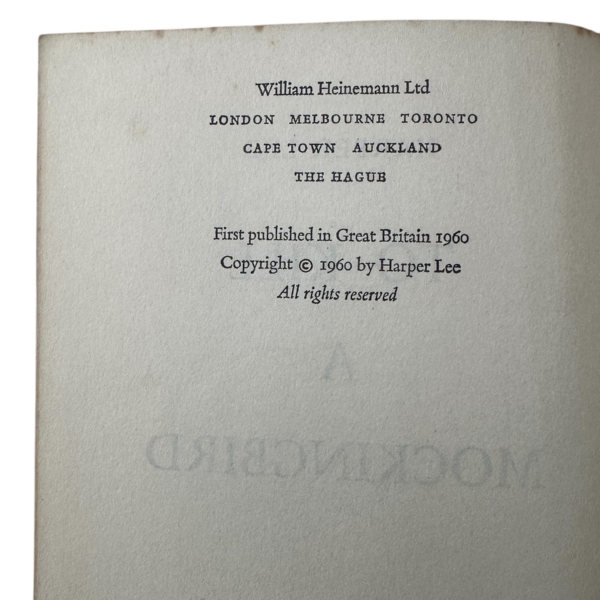 William Heinemann Ltd
LONDON MELBOURNE TORONTO
CAPE TOWN AUCKLAND
THE HAGUE
First published in Great Britain 1960
Copyright © 1960 by Harper Lee
All rights reserved
A
MOCKINGBIRD